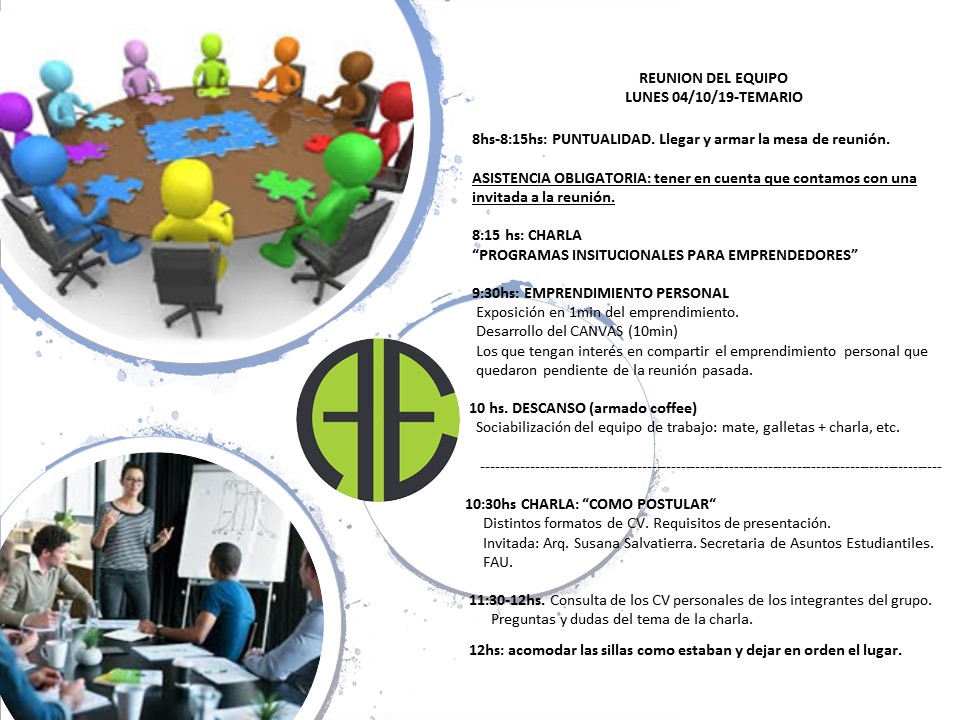 REUNION DEL EQUIPO
LUNES 04/10/19-TEMARIO
8hs-8:15hs: PUNTUALIDAD. Llegar y armar la mesa de reunión.
ASISTENCIA OBLIGATORIA: tener en cuenta que contamos con una
invitada a la reunión.
8:15 hs: CHARLA
“PROGRAMAS INSITUCIONALES PARA EMPRENDEDORES”
9:30hs: EMPRENDIMIENTO PERSONAL
Exposición en 1min del emprendimiento.
Desarrollo del CANVAS (10min)
Los que tengan interés en compartir el emprendimiento personal que
quedaron pendiente de la reunión pasada.
10 hs. DESCANSO (armado coffee)
Sociabilización del equipo de trabajo: mate, galletas + charla, etc.
10:30hs CHARLA: “COMO POSTULAR“
Distintos formatos de CV. Requisitos de presentación.
Invitada: Arq. Susana Salvatierra. Secretaria de Asuntos Estudiantiles.
FAU.
11:30-12hs. Consulta de los CV personales de los integrantes del grupo.
Preguntas y dudas del tema de la charla.
12hs: acomodar las sillas como estaban y dejar en orden el lugar.